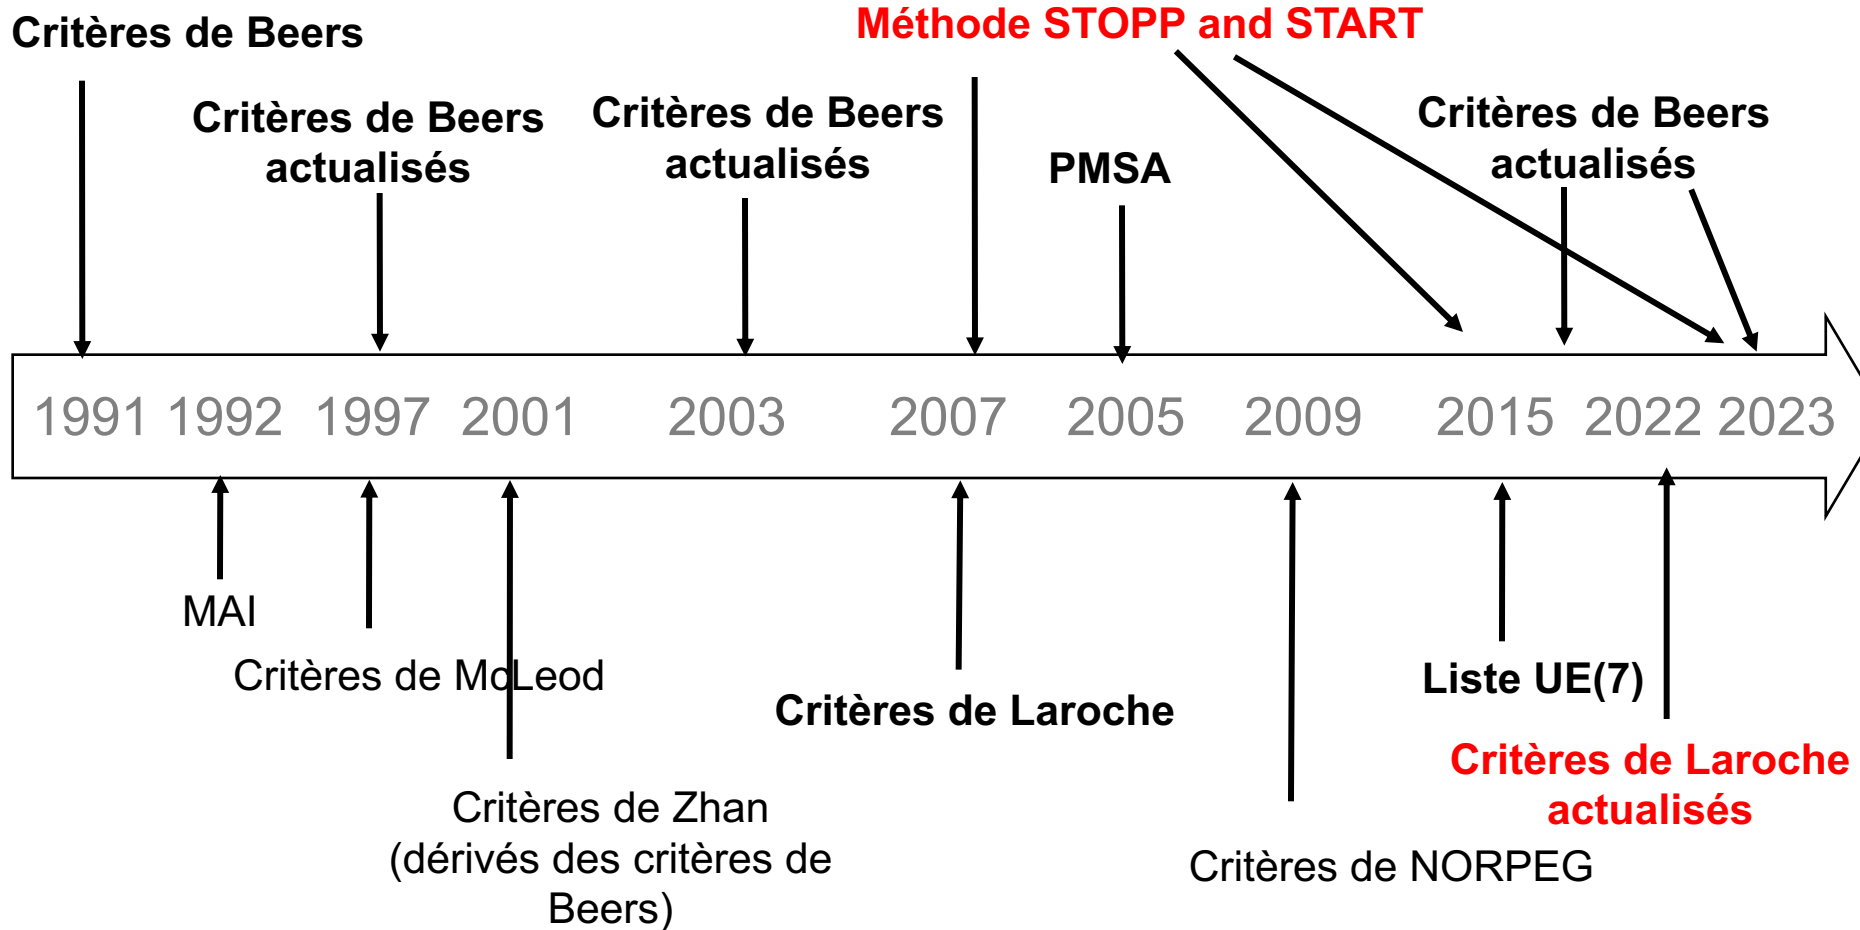 Méthode STOPP and START
Critères de Beers
Critères de Beers
actualisés
Critères de Beers
actualisés
PMSA
Critères de Beers
actualisés
1991 1992 1997 2001 2003 2007 2005 2009 2015 2022 2023
MAI
Critères de McLeod
Critères de Laroche
Liste UE(7)
Critères de Laroche
actualisés
Critères de Zhan
(dérivés des critères de
Beers)
Critères de NORPEG